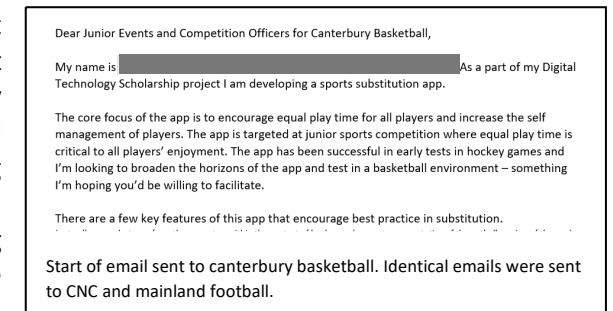 Dear Junior Events and Competition Officers for Canterbury Basketball,
My name is As a part of my Digital
Technology Scholarship project I am developing a sports substitution app.
The core focus of the app is to encourage equal play time for all players and increase the self
management of players. The app is targeted at junior sports competition where equal play time is
critical to all players' enjoyment. The app has been successful in early tests in hockey games and
I'm looking to broaden the horizons of the app and test in a basketball environment – something
I'm hoping you'd be willing to facilitate.
There are a few key features of this app that encourage best practice in substitution.
Start of email sent to canterbury basketball. Identical emails were sent
to CNC and mainland football.